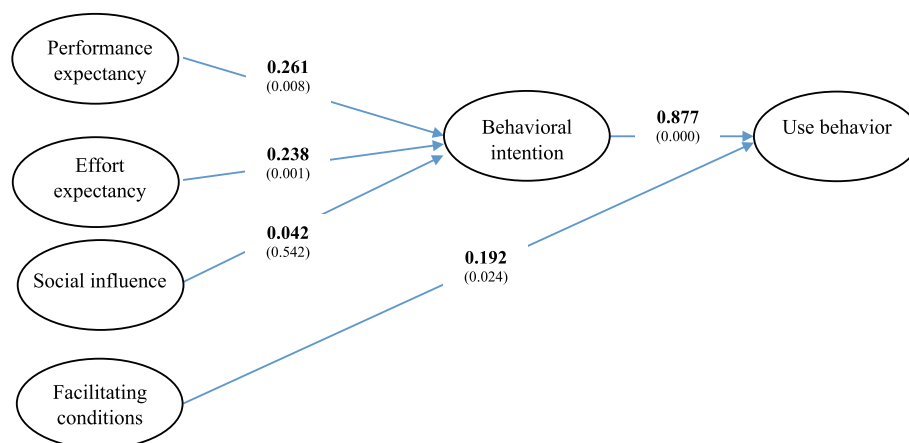 Performance
expectancy
0.261
(0.008)
Effort
expectancy
0.238
(0.001)
Social influence
0.042
(0.542)
Facilitating
conditions
Behavioral
intention
0.877
(0.000)
0.192
(0.024)
Use behavior